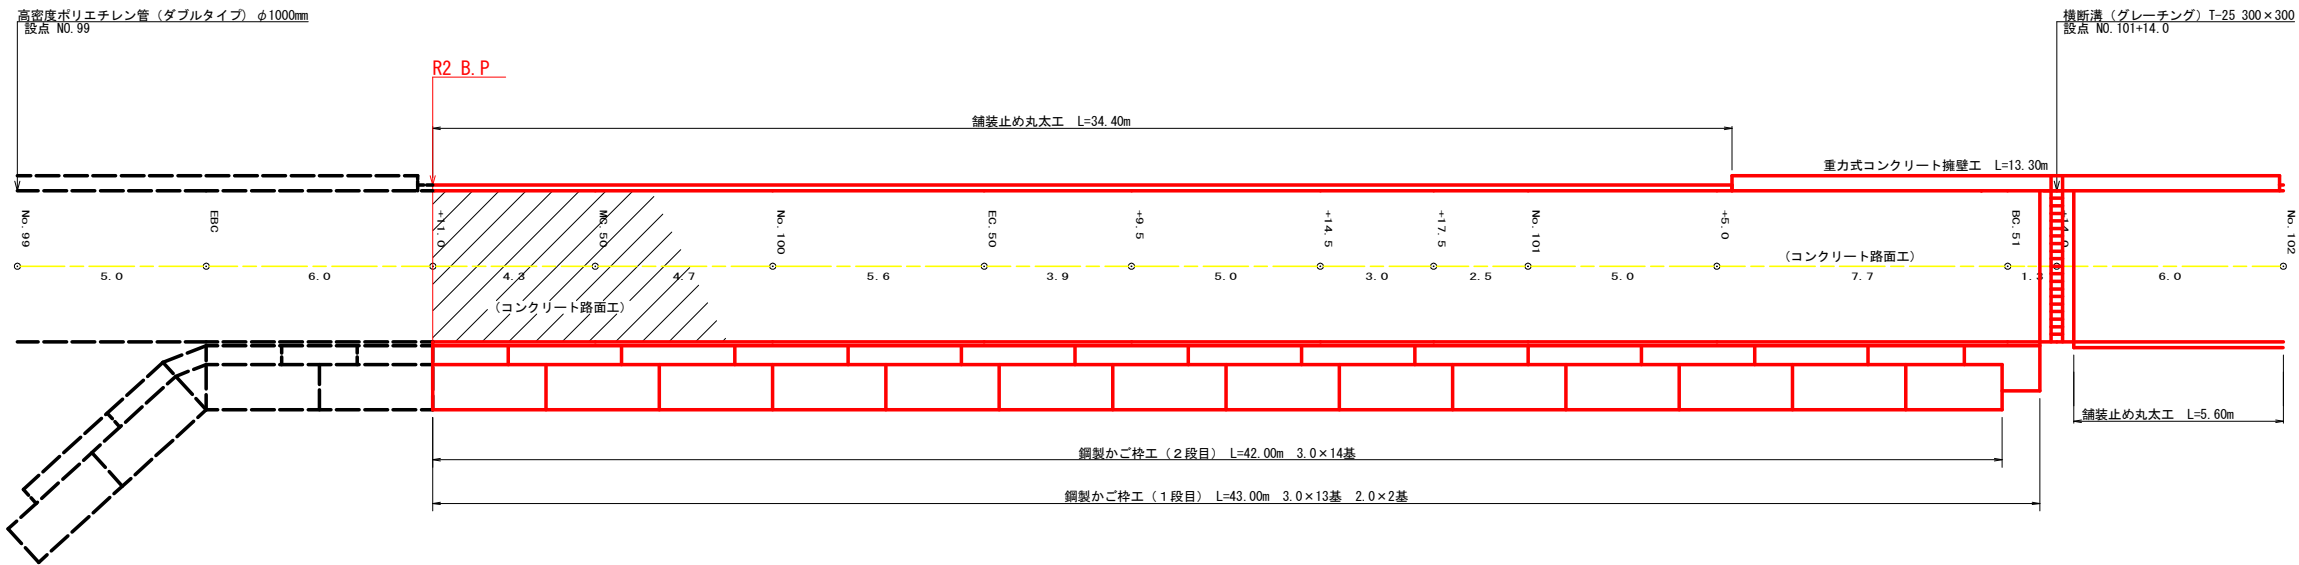 高密度ポリエチレン管（ダブルタイプ）φ1000mm
設点 NO.99
横断溝（グレーチング）T-25 300×300
設点 NO.101+14.0
R2 B.P
舗装止め丸太工 L=34.40m
重力式コンクリート擁壁工 L=13.30m
No.99
EBC
+11.0
MC.50
No.100
EC.50
+9.5
+14.5
+17.5
No.101
+5.0
BC.51
+14.0
No.102
（コンクリート路面工）
5.0
6.0
4.3
4.7
5.6
3.9
5.0
3.0
2.5
5.0
7.7
1.3
6.0
（コンクリート路面工）
舗装止め丸太工 L=5.60m
鋼製かご枠工（２段目） L=42.00m 3.0×14基
鋼製かご枠工（１段目） L=43.00m 3.0×13基 2.0×2基